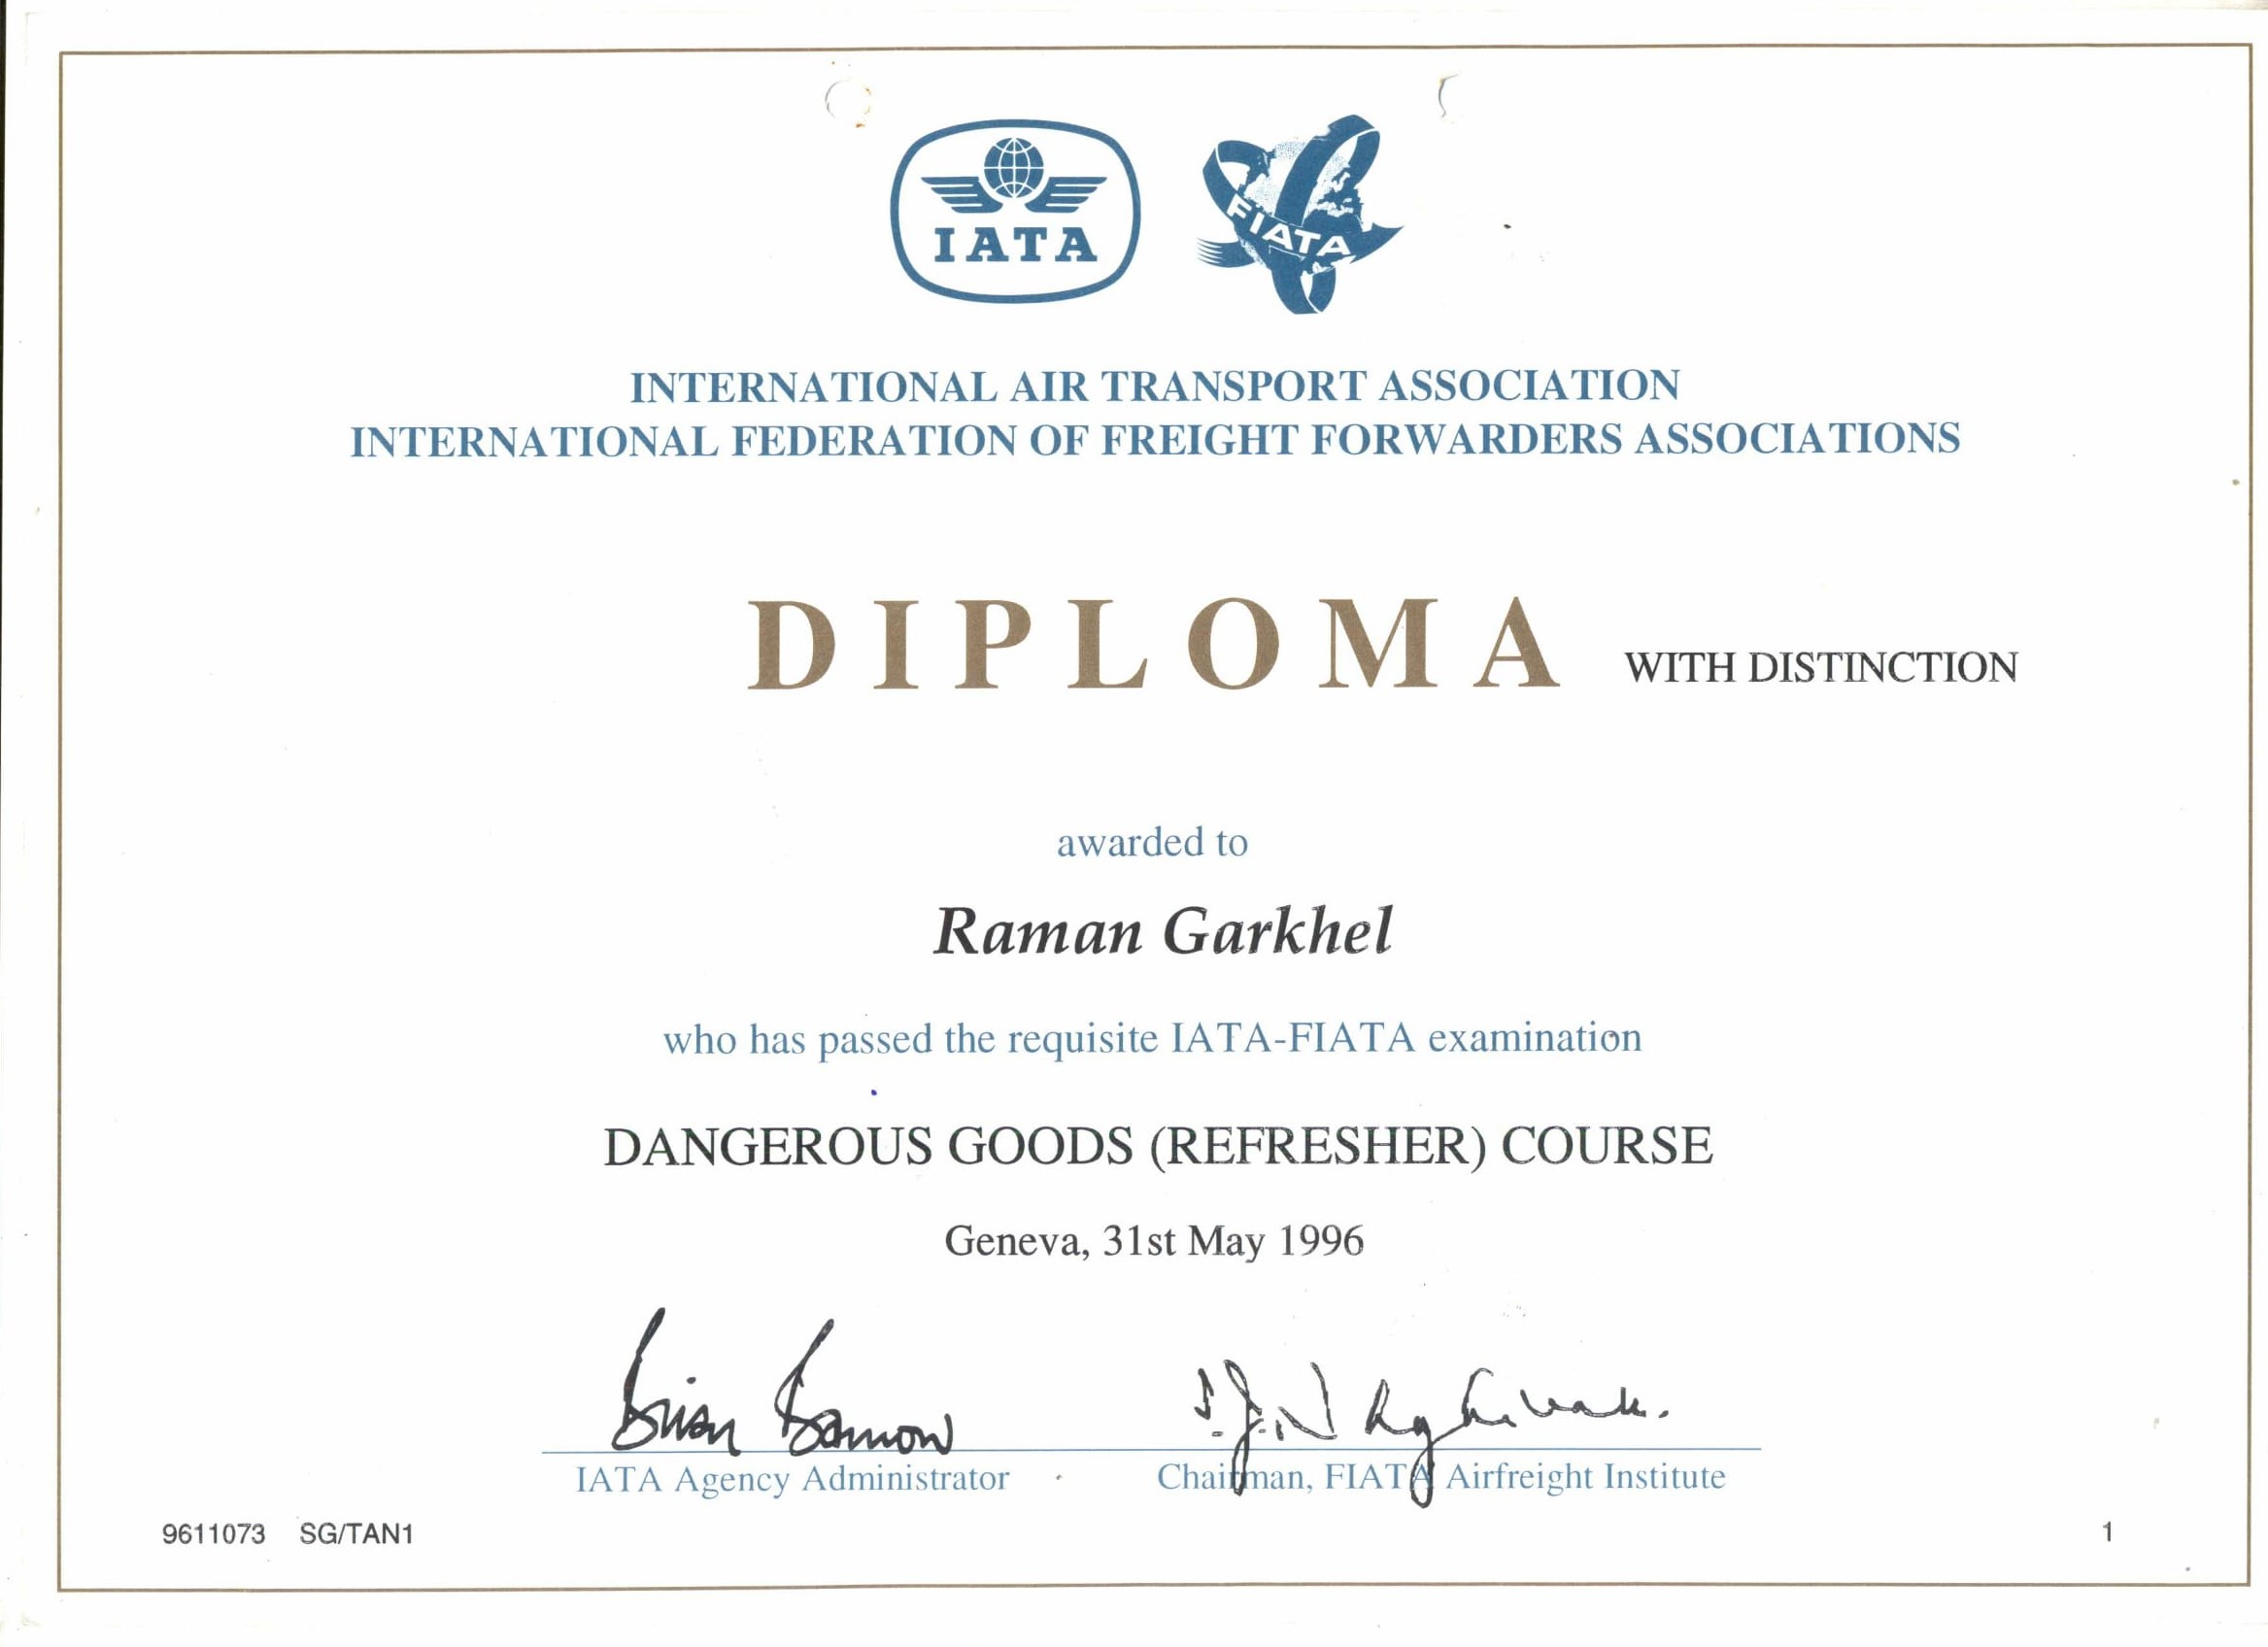 IATA
FIATA
INTERNATIONAL AIR TRANSPORT ASSOCIATION
INTERNATIONAL FEDERATION OF FREIGHT FORWARDERS ASSOCIATIONS
DIPLOMA WITH DISTINCTION
awarded to
Raman Garkhel
who has passed the requisite IATA-FIATA examination
DANGEROUS GOODS (REFRESHER) COURSE
Geneva, 31st May 1996
Brian Barrow
IATA Agency Administrator
Chairman, FIATA Airfreight Institute
9611073 SG/TAN1
1